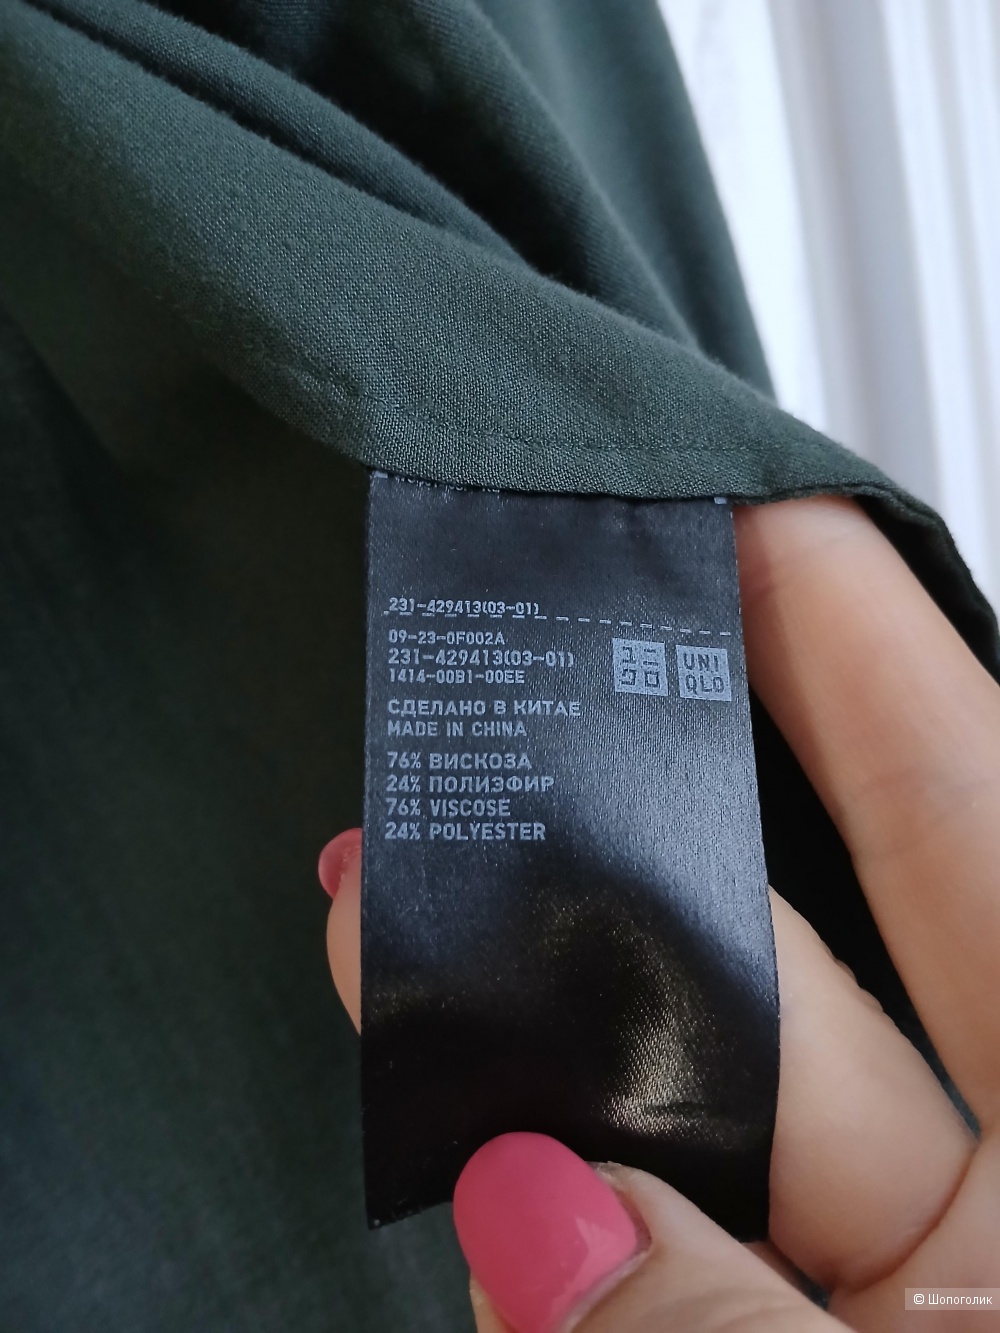 231-429413(03-01)
09-23-0F002A
231-429413(03-01)
1414-00B1-00EE
ユニ
クロ
UNI
QLO
СДЕЛАНО В КИТАЕ
MADE IN CHINA
76% ВИСКОЗА
24% ПОЛИЭФИР
76% VISCOSE
24% POLYESTER
© Шопоголик